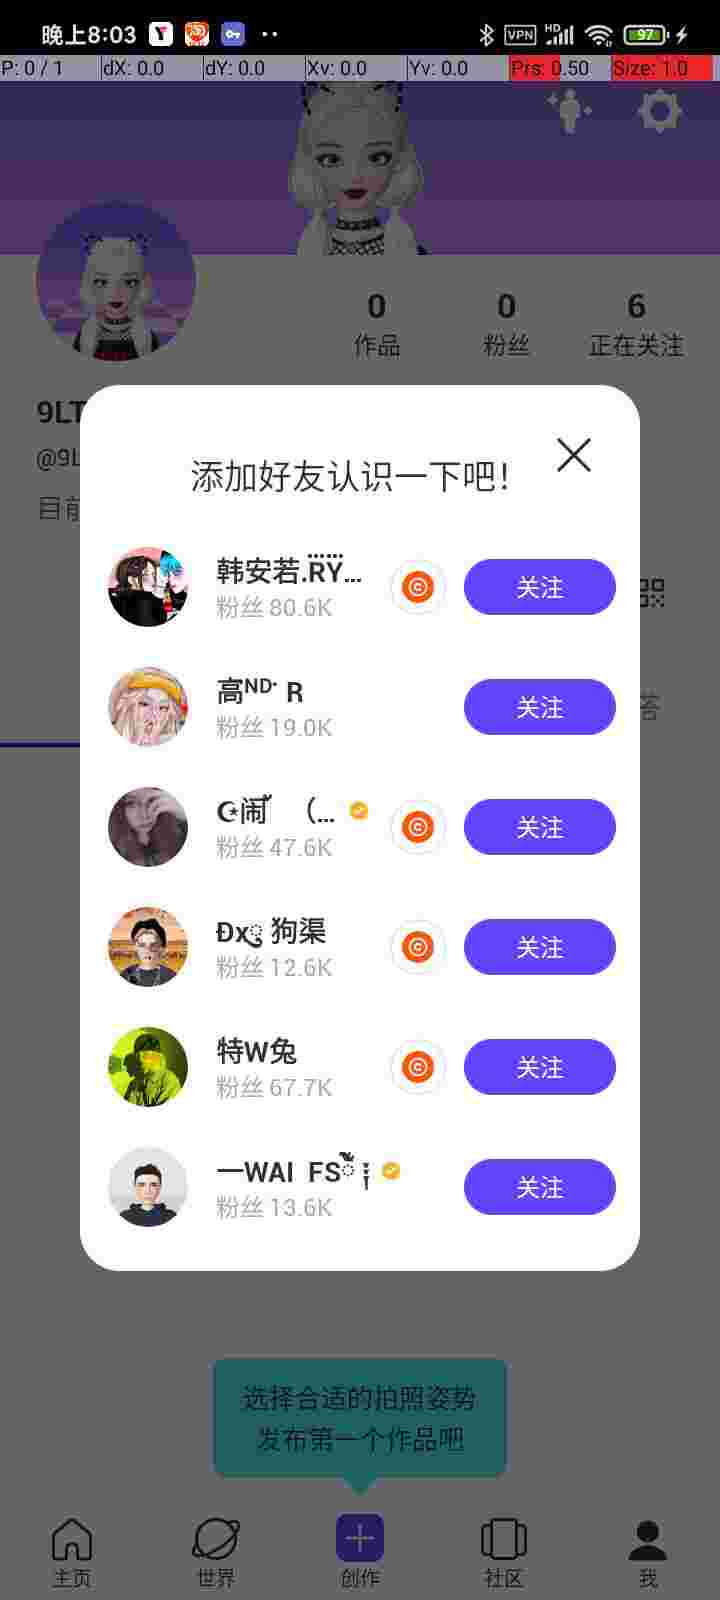 晚上8:03
VPN HD 97
P: 0 / 1 dX: 0.0 dY: 0.0 Xv: 0.0 Yv: 0.0 Prs: 0.50 Size: 1.0
0 0 6
作品 粉丝 正在关注
9LT
@9L
目前
添加好友认识一下吧!
韩安若.RY...
粉丝 80.6K
关注
高ᴺᴰ· R
粉丝 19.0K
关注
☪闹 （...
粉丝 47.6K
关注
Đx 狗渠
粉丝 12.6K
关注
特W兔
粉丝 67.7K
关注
一WAI FS
粉丝 13.6K
关注
答
选择合适的拍照姿势
发布第一个作品吧
主页 世界 创作 社区 我